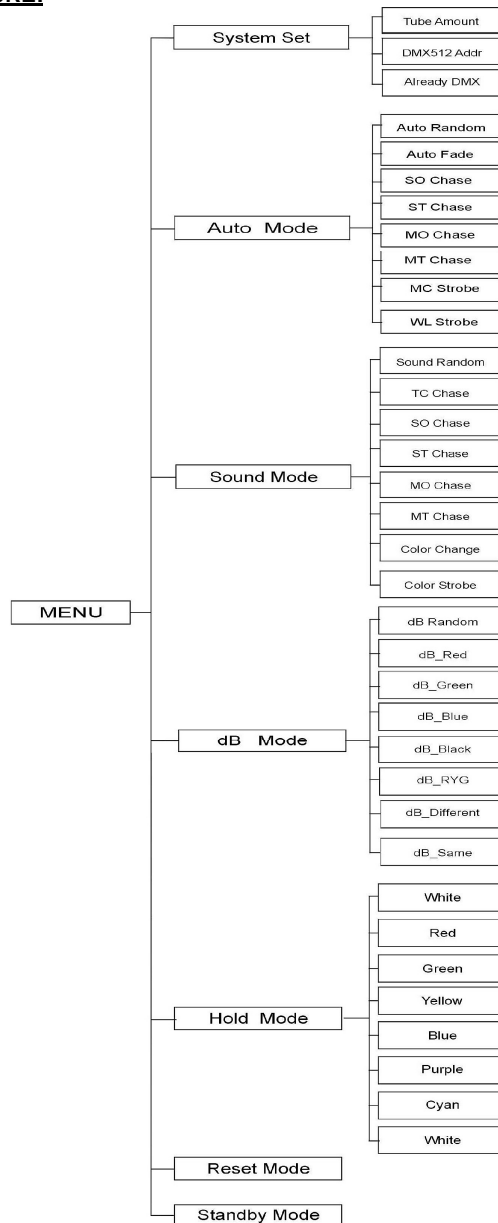 System Set
Tube Amount
DMX512 Addr
Already DMX
Auto Mode
Auto Random
Auto Fade
SO Chase
ST Chase
MO Chase
MT Chase
MC Strobe
WL Strobe
Sound Mode
Sound Random
TC Chase
SO Chase
ST Chase
MO Chase
MT Chase
Color Change
Color Strobe
MENU
dB Mode
dB Random
dB_Red
dB_Green
dB_Blue
dB_Black
dB_RYG
dB_Different
dB_Same
Hold Mode
White
Red
Green
Yellow
Blue
Purple
Cyan
White
Reset Mode
Standby Mode